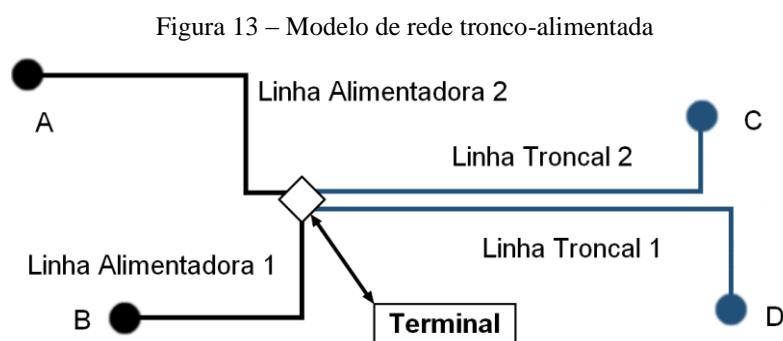 Figura 13 – Modelo de rede tronco-alimentada
Linha Alimentadora 2
A
C
Linha Troncal 2
Linha Troncal 1
Linha Alimentadora 1
B
Terminal
D